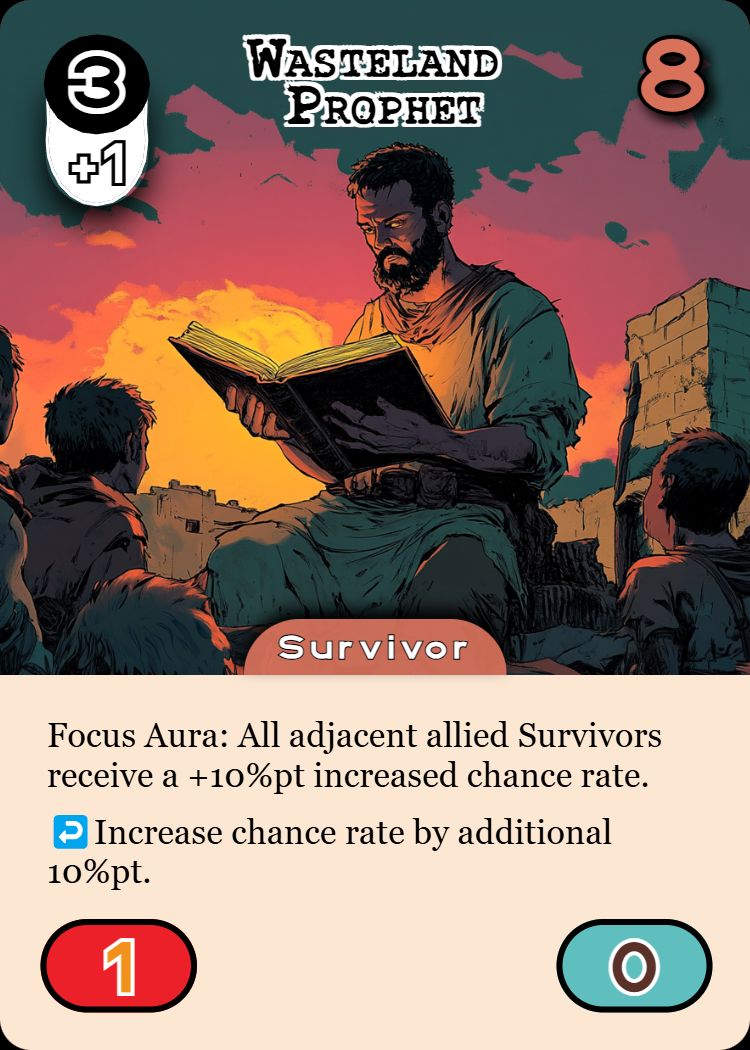 3
+1
Wasteland
Prophet
8
Survivor
Focus Aura: All adjacent allied Survivors
receive a +10%pt increased chance rate.
↩️ Increase chance rate by additional
10%pt.
1
0